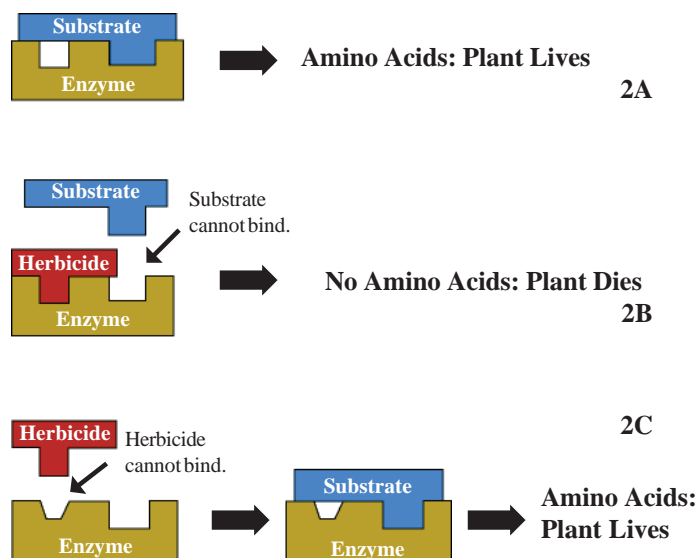 Substrate
Enzyme
Amino Acids: Plant Lives
2A
Substrate
Substrate
cannot bind.
Herbicide
Enzyme
No Amino Acids: Plant Dies
2B
2C
Herbicide
Herbicide
cannot bind.
Enzyme
Substrate
Enzyme
Amino Acids:
Plant Lives